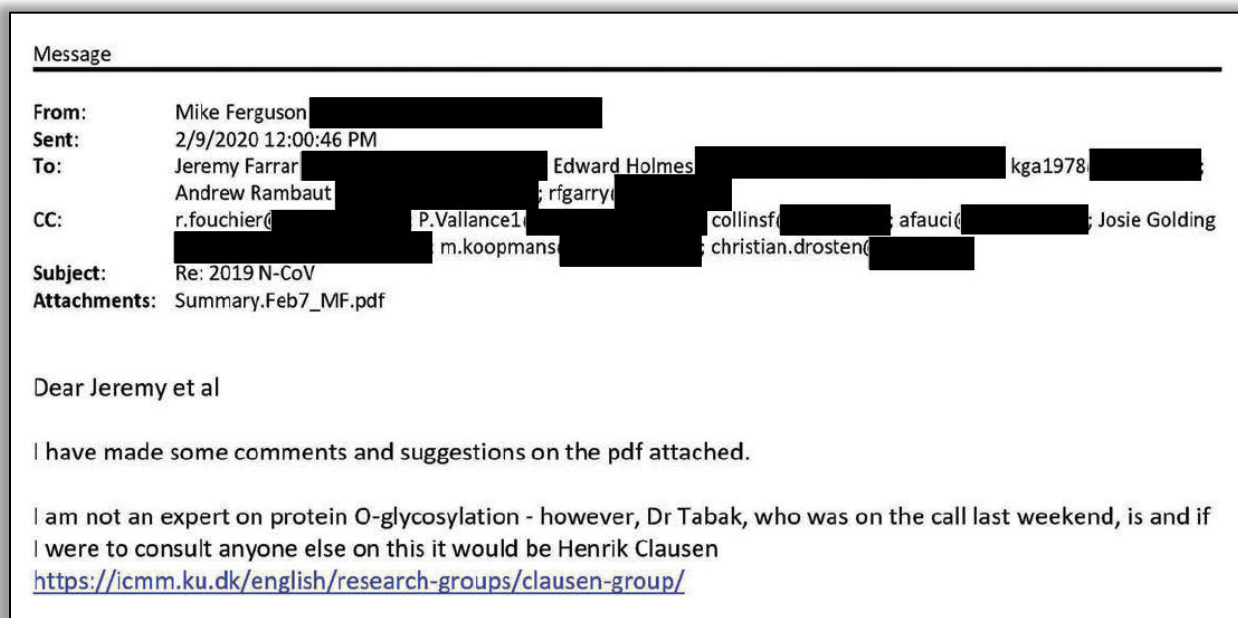 Message
From: Mike Ferguson
Sent: 2/9/2020 12:00:46 PM
To: Jeremy Farrar Edward Holmes kga1978
Andrew Rambaut ; rfgarry
CC: r.fouchier@ P.Vallance1 collinsf ; afauci ; Josie Golding
m.koopmans ; christian.drosten
Subject: Re: 2019 N-CoV
Attachments: Summary.Feb7_MF.pdf
Dear Jeremy et al
I have made some comments and suggestions on the pdf attached.
I am not an expert on protein O-glycosylation - however, Dr Tabak, who was on the call last weekend, is and if
I were to consult anyone else on this it would be Henrik Clausen
https://icmm.ku.dk/english/research-groups/clausen-group/